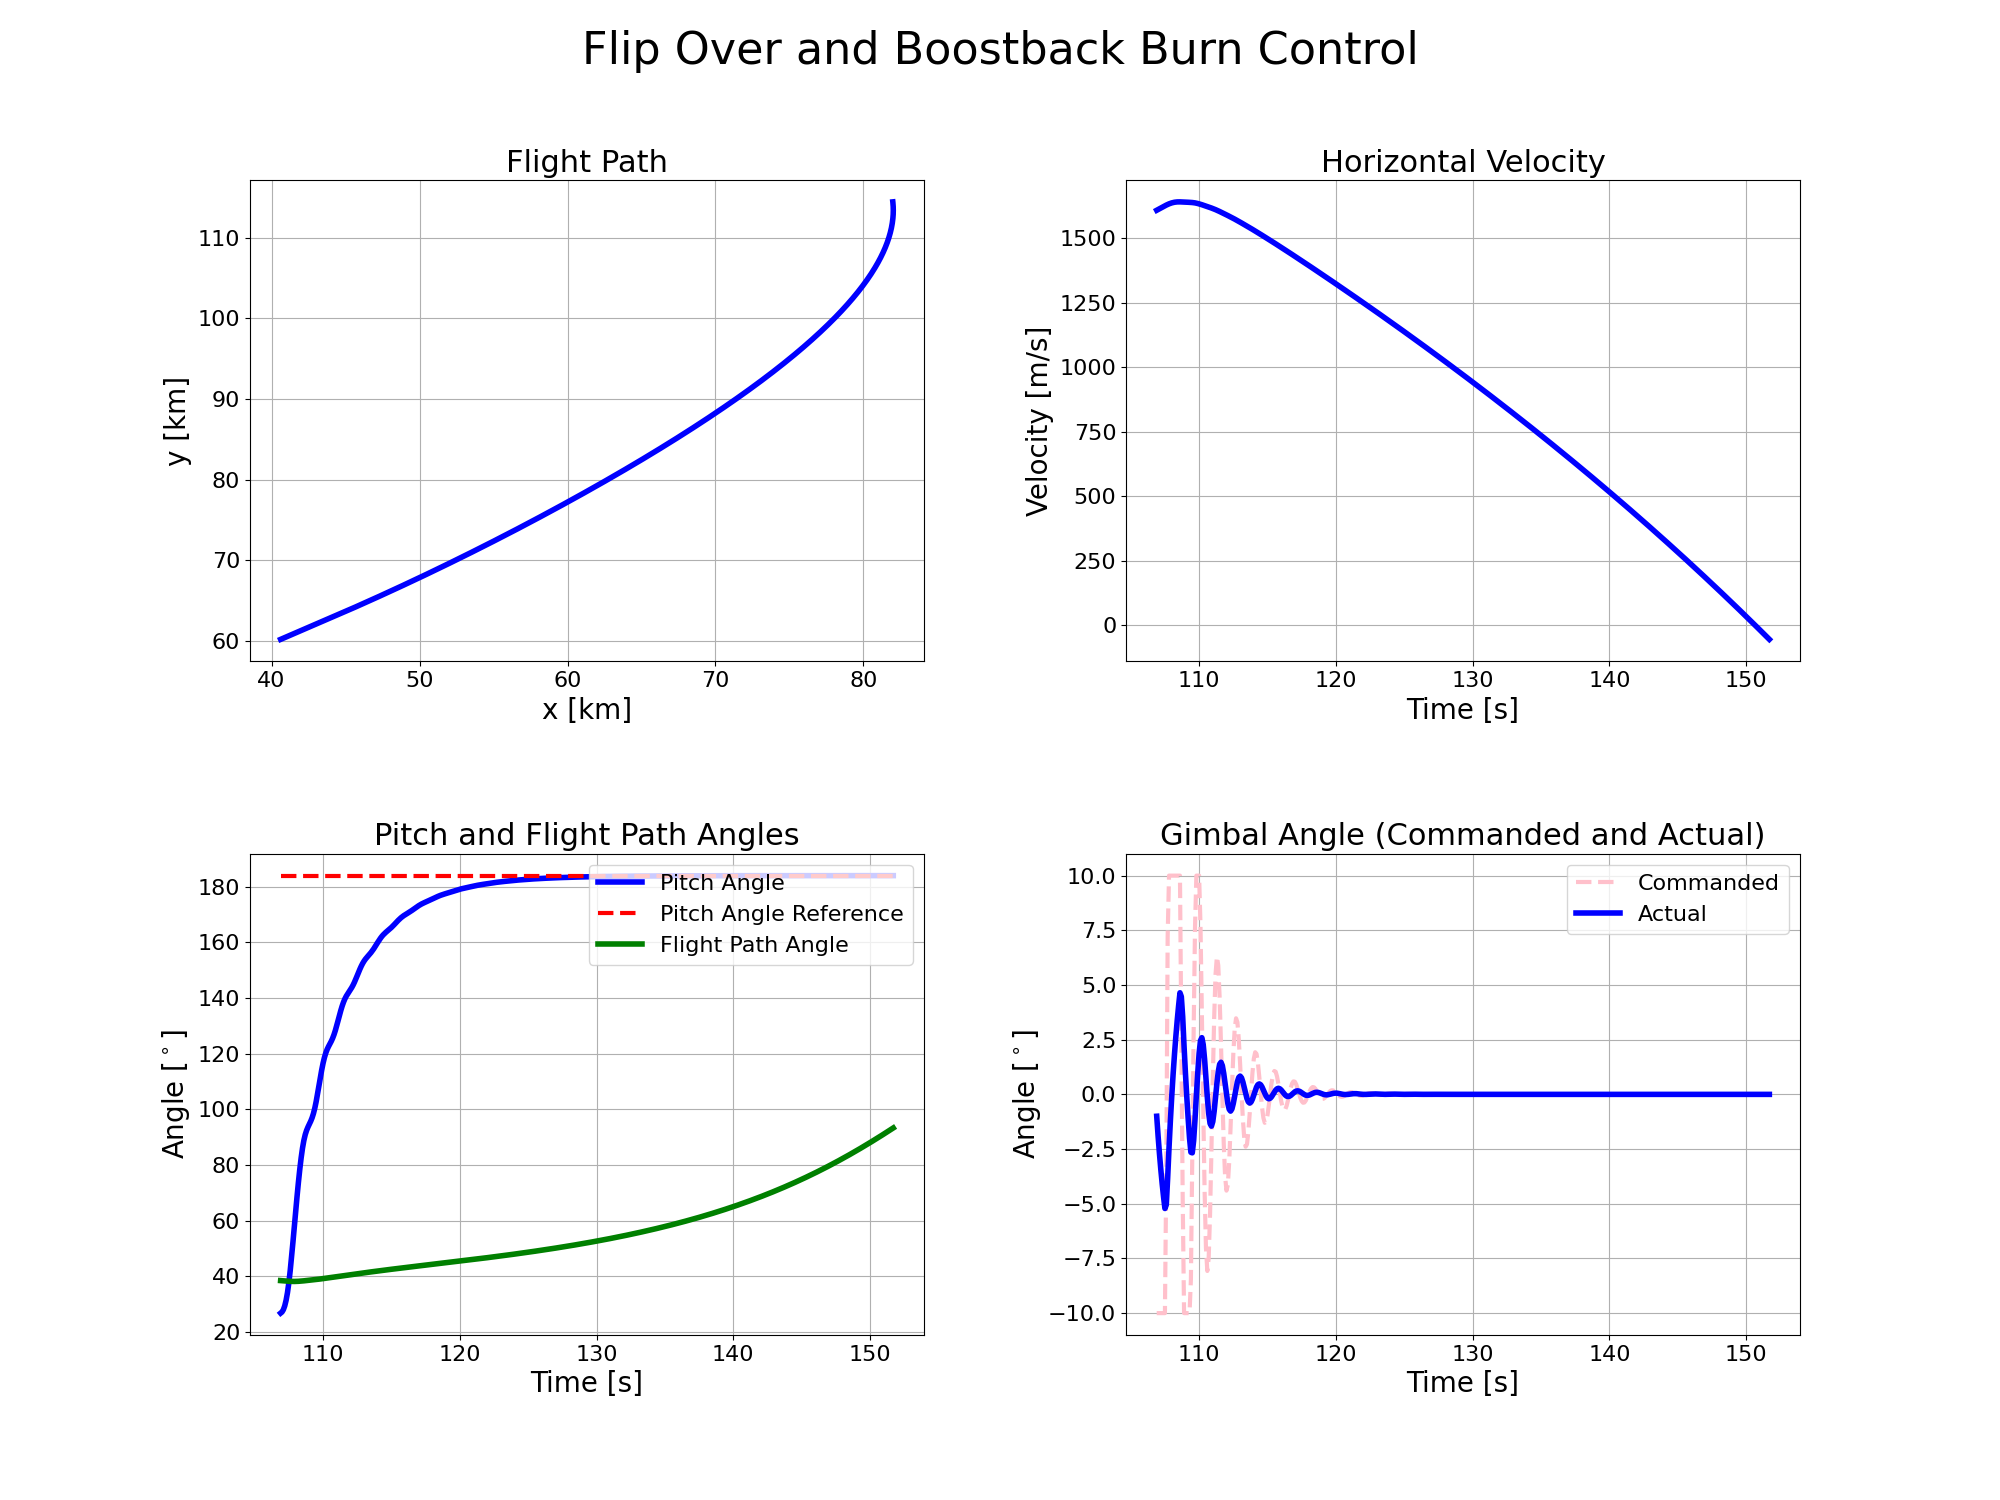 Flip Over and Boostback Burn Control
Flight Path
110
100
90
80
70
60
y [km]
40 50 60 70 80
x [km]
Horizontal Velocity
1500
1250
1000
750
500
250
0
Velocity [m/s]
110 120 130 140 150
Time [s]
Pitch and Flight Path Angles
180
160
140
120
100
80
60
40
20
Angle [°]
Pitch Angle
Pitch Angle Reference
Flight Path Angle
110 120 130 140 150
Time [s]
Gimbal Angle (Commanded and Actual)
10.0
7.5
5.0
2.5
0.0
−2.5
−5.0
−7.5
−10.0
Angle [°]
Commanded
Actual
110 120 130 140 150
Time [s]